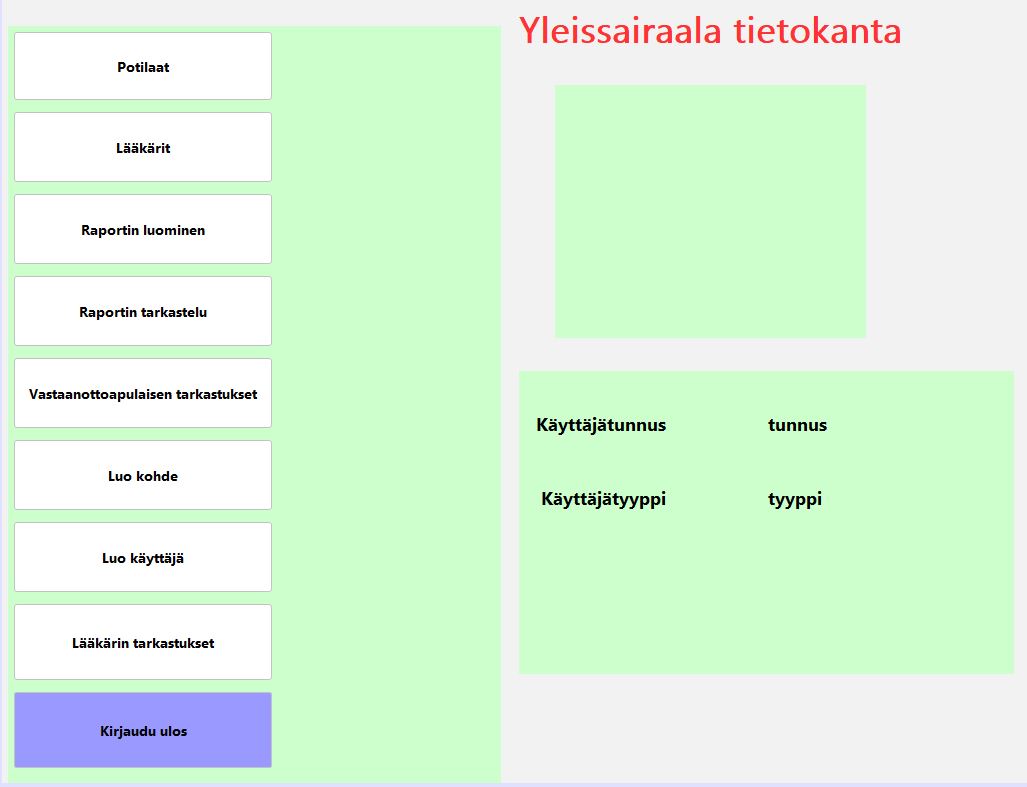 Yleissairaala tietokanta
Potilaat
Lääkärit
Raportin luominen
Raportin tarkastelu
Vastaanottoapulaisen tarkastukset
Luo kohde
Luo käyttäjä
Lääkärin tarkastukset
Kirjaudu ulos
Käyttäjätunnus tunnus
Käyttäjätyyppi tyyppi